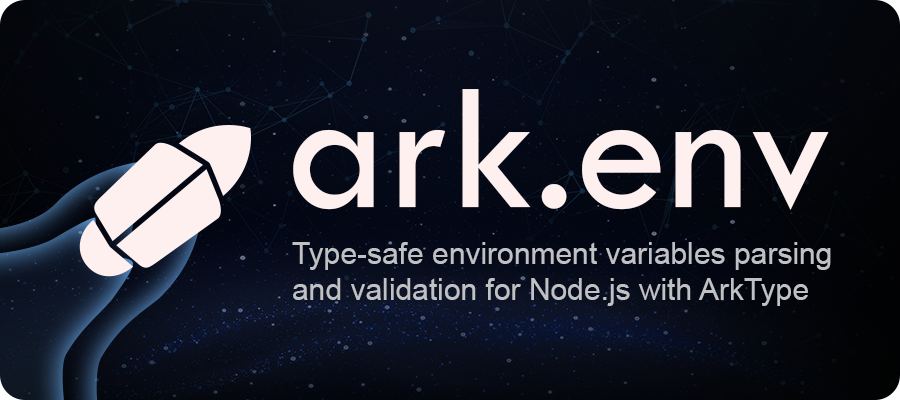 ark.env
Type-safe environment variables parsing
and validation for Node.js with ArkType